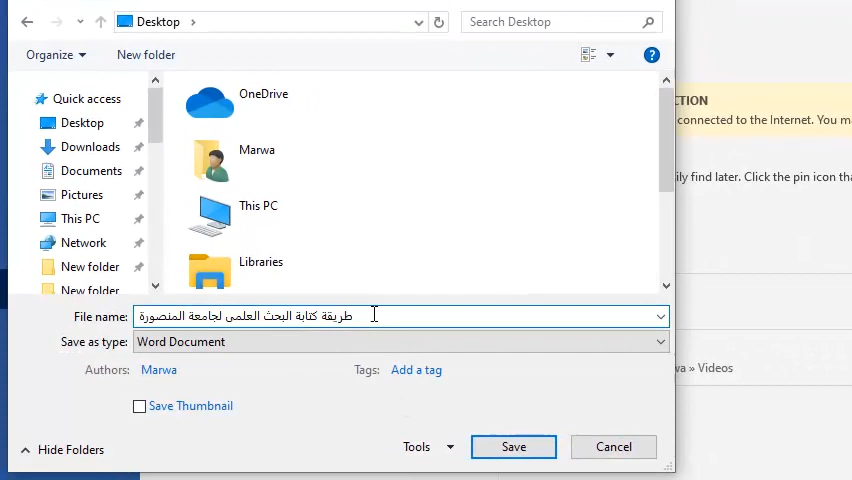 Desktop
Search Desktop
Organize
New folder
Quick access
Desktop
Downloads
Documents
Pictures
This PC
Network
New folder
New folder
OneDrive
Marwa
This PC
Libraries
CTION
connected to the Internet. You ma
ily find later. Click the pin icon tha
File name: طريقة كتابة البحث العلمى لجامعة المنصورة
Save as type: Word Document
Authors: Marwa
Tags: Add a tag
wa » Videos
Save Thumbnail
Hide Folders
Tools
Save
Cancel